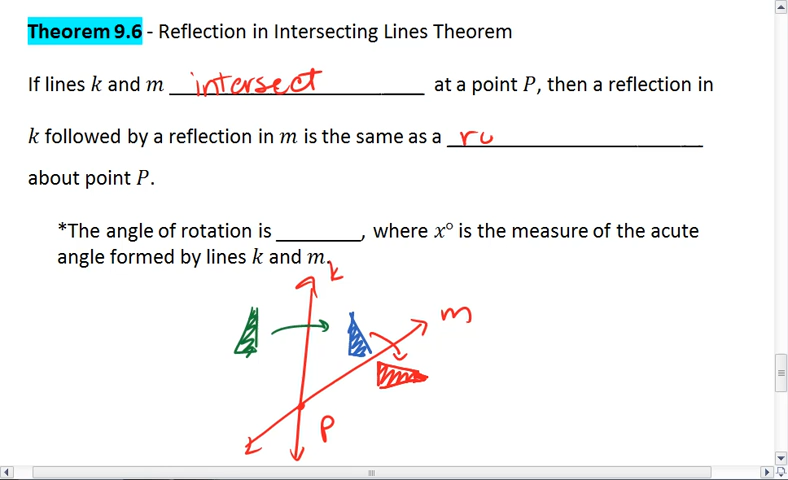 Theorem 9.6 - Reflection in Intersecting Lines Theorem
If lines k and m intersect at a point P, then a reflection in
k followed by a reflection in m is the same as a ro
about point P.
*The angle of rotation is ________, where x° is the measure of the acute
angle formed by lines k and m.
k
m
P